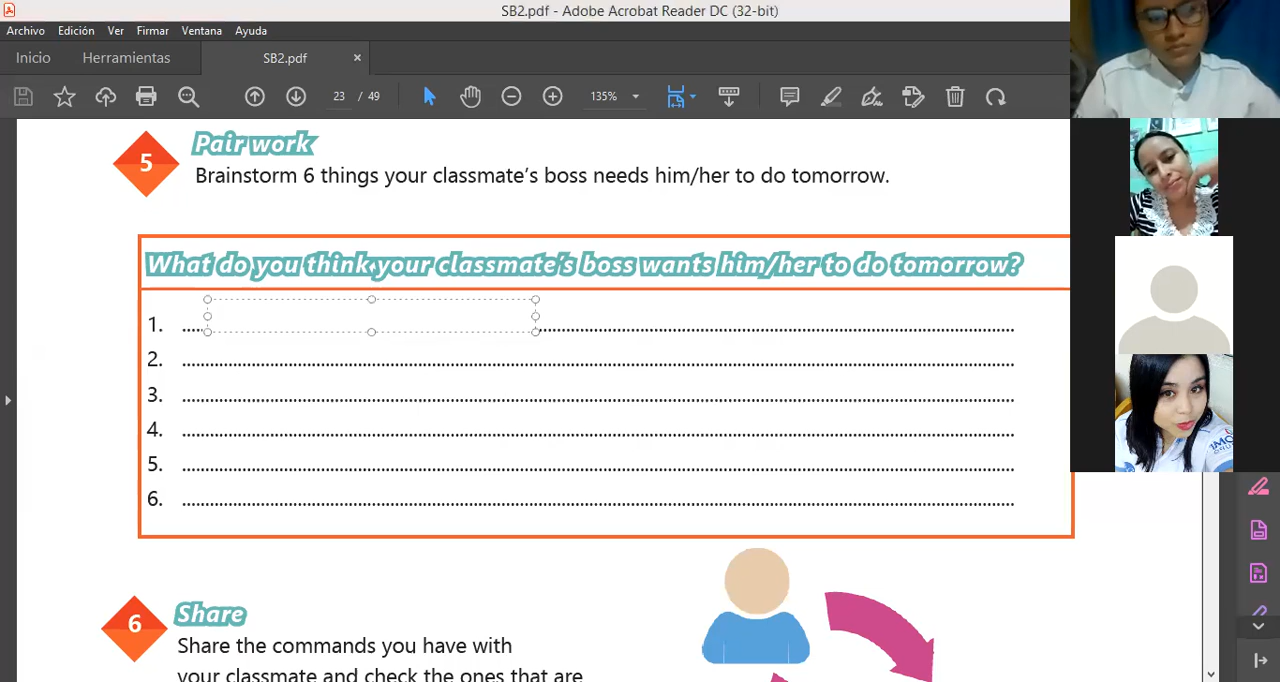 SB2.pdf - Adobe Acrobat Reader DC (32-bit)
Archivo Edición Ver Firmar Ventana Ayuda
Inicio Herramientas SB2.pdf ×
23 / 49 135%
5 Pair work
Brainstorm 6 things your classmate's boss needs him/her to do tomorrow.
What do you think your classmate's boss wants him/her to do tomorrow?
1.
2.
3.
4.
5.
6.
6 Share
Share the commands you have with
your classmate and check the ones that are